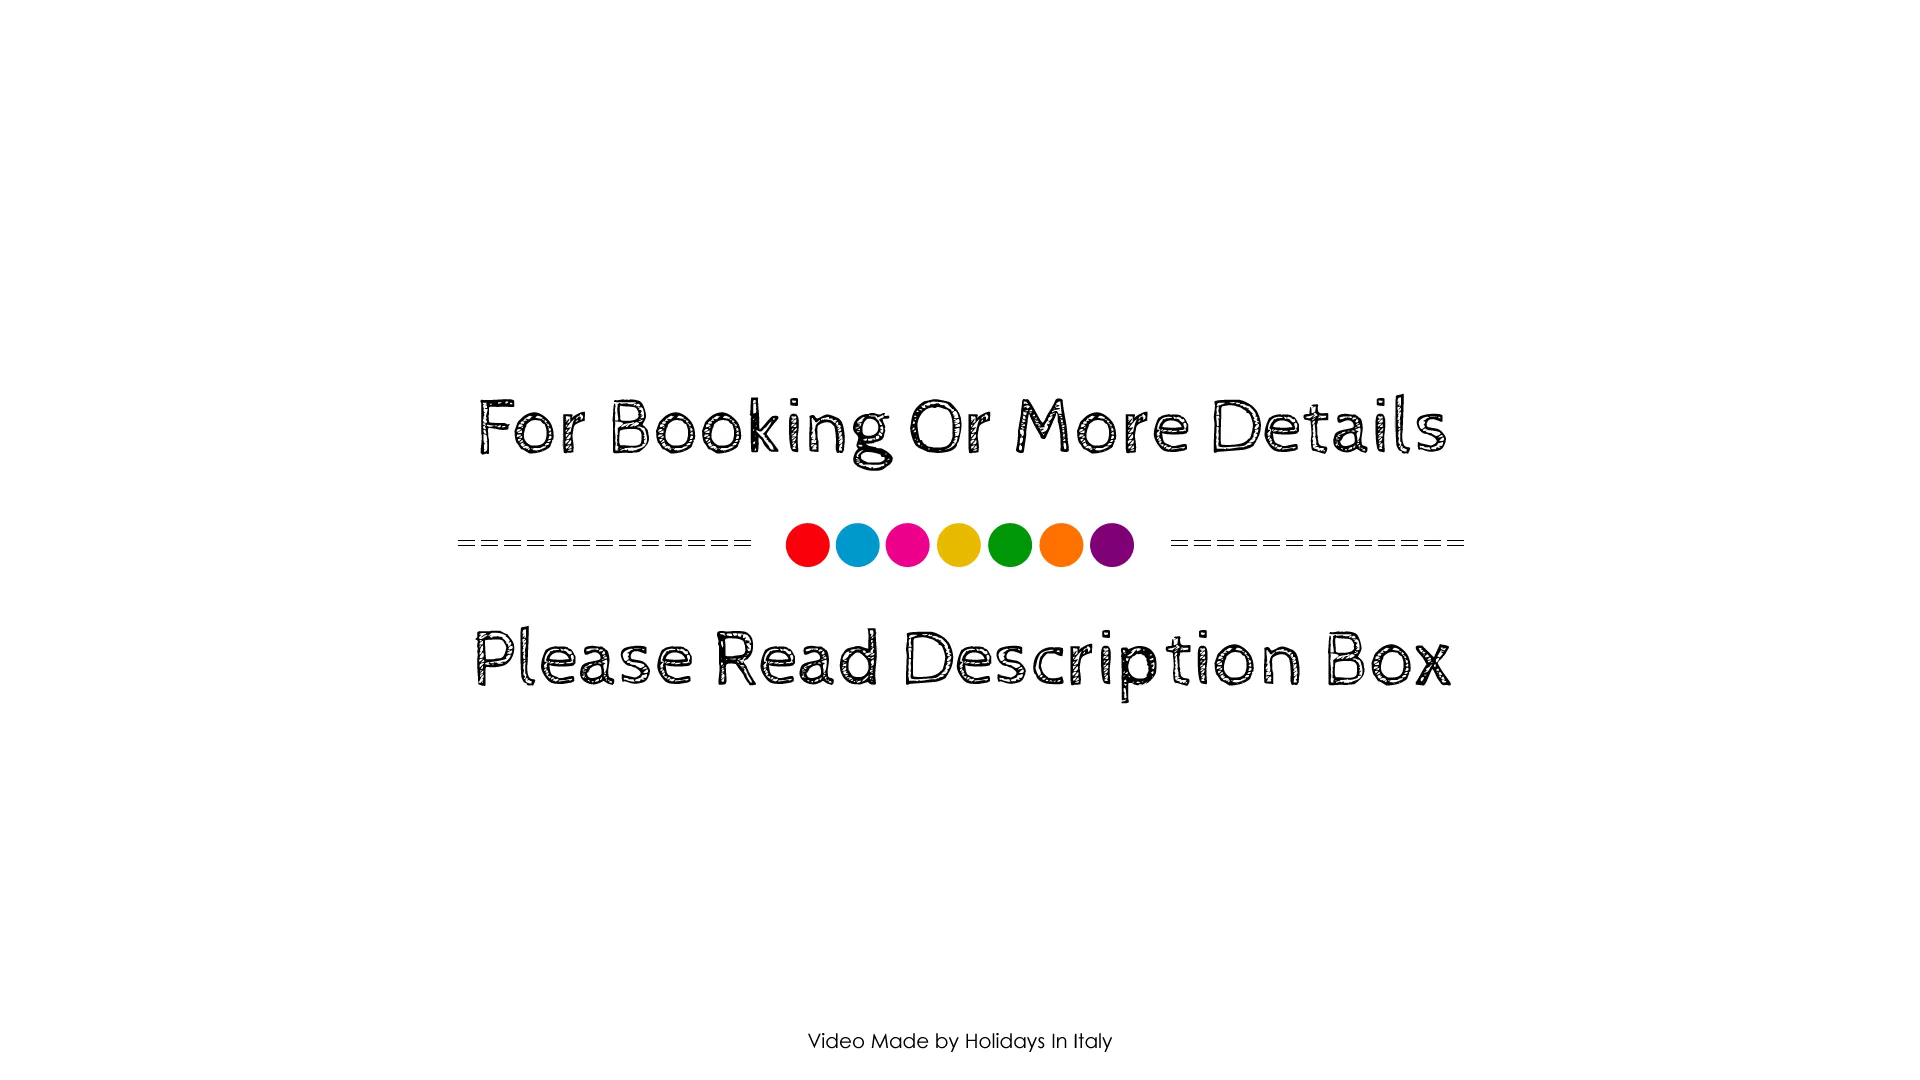 For Booking Or More Details
============= =============
Please Read Description Box
Video Made by Holidays In Italy